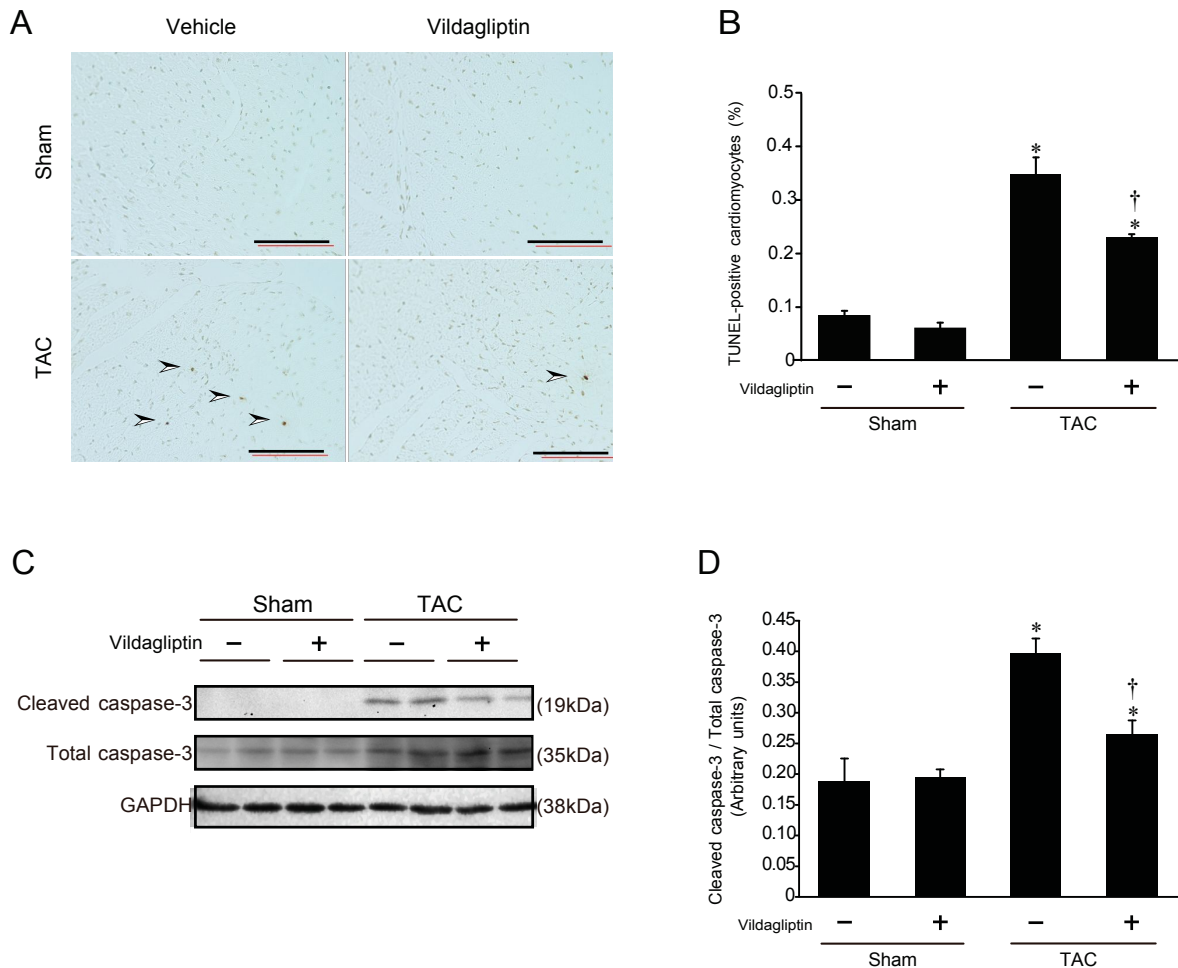 A
Vehicle
Vildagliptin
Sham
TAC
B
TUNEL-positive cardiomyocytes (%)
0.5
0.4
0.3
0.2
0.1
0
*
†
*
Vildagliptin − + − +
Sham TAC
C
Sham TAC
Vildagliptin − + − +
Cleaved caspase-3 (19kDa)
Total caspase-3 (35kDa)
GAPDH (38kDa)
D
Cleaved caspase-3 / Total caspase-3
(Arbitrary units)
0.45
0.40
0.35
0.30
0.25
0.20
0.15
0.10
0.05
0
*
†
*
Vildagliptin − + − +
Sham TAC